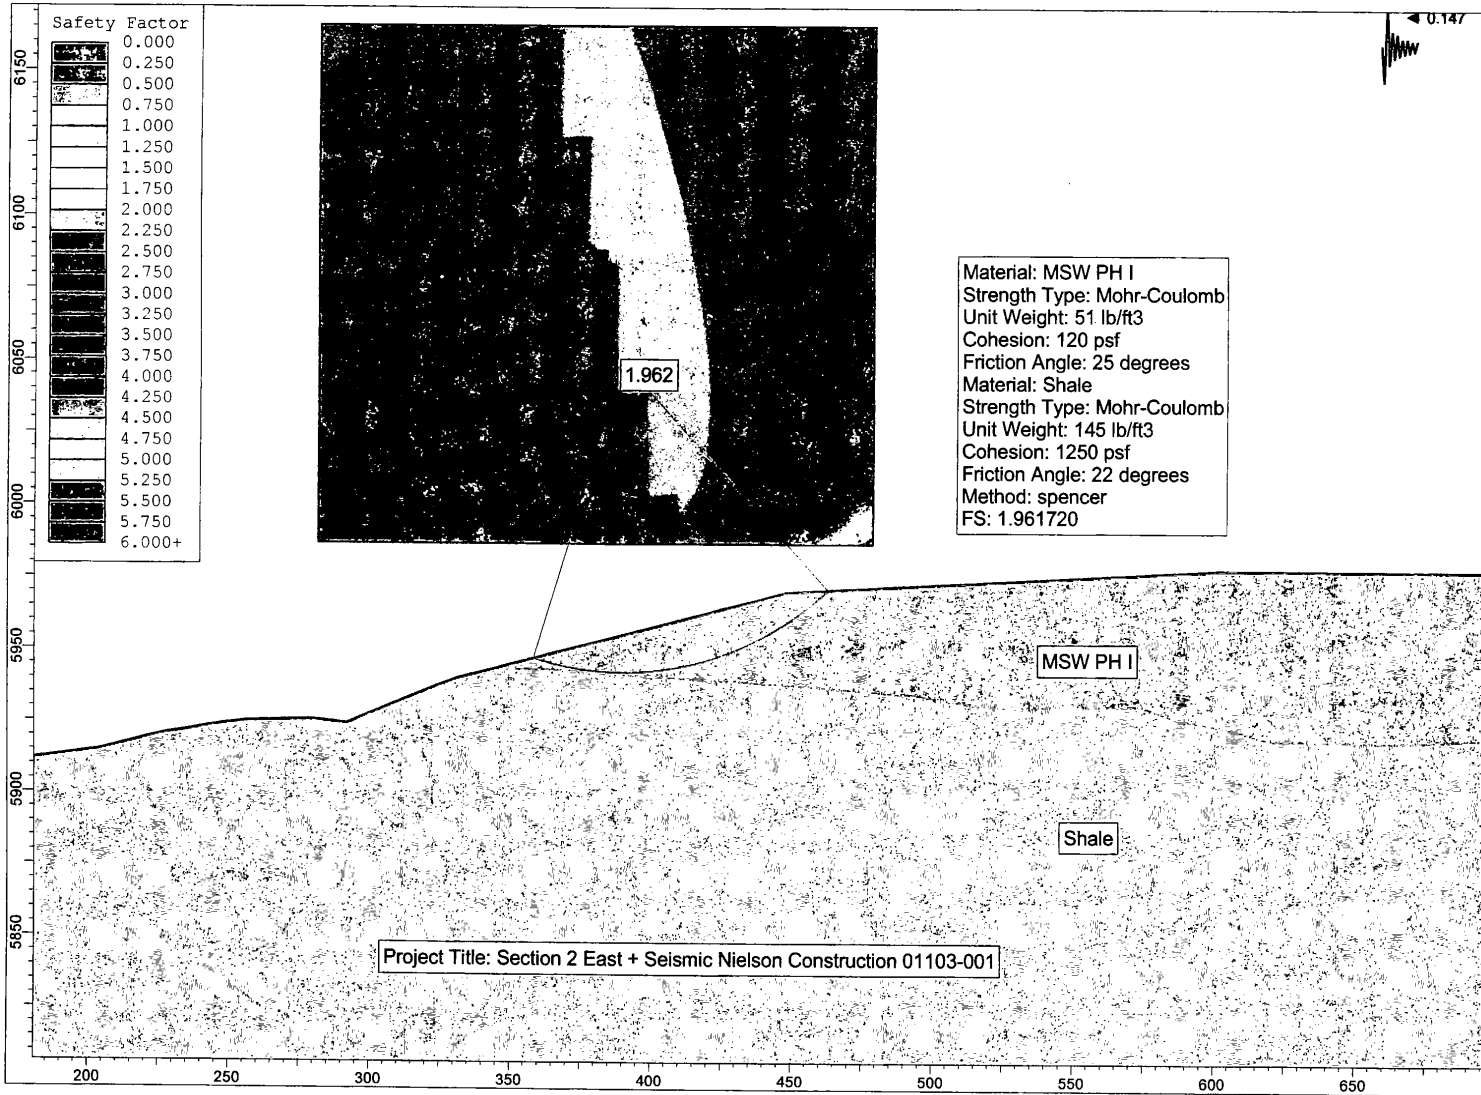 Safety Factor
0.000
0.250
0.500
0.750
1.000
1.250
1.500
1.750
2.000
2.250
2.500
2.750
3.000
3.250
3.500
3.750
4.000
4.250
4.500
4.750
5.000
5.250
5.500
5.750
6.000+
0.147
6150
6100
6050
6000
5950
5900
5850
1.962
Material: MSW PH I
Strength Type: Mohr-Coulomb
Unit Weight: 51 lb/ft3
Cohesion: 120 psf
Friction Angle: 25 degrees
Material: Shale
Strength Type: Mohr-Coulomb
Unit Weight: 145 lb/ft3
Cohesion: 1250 psf
Friction Angle: 22 degrees
Method: spencer
FS: 1.961720
MSW PH I
Shale
Project Title: Section 2 East + Seismic Nielson Construction 01103-001
200 250 300 350 400 450 500 550 600 650